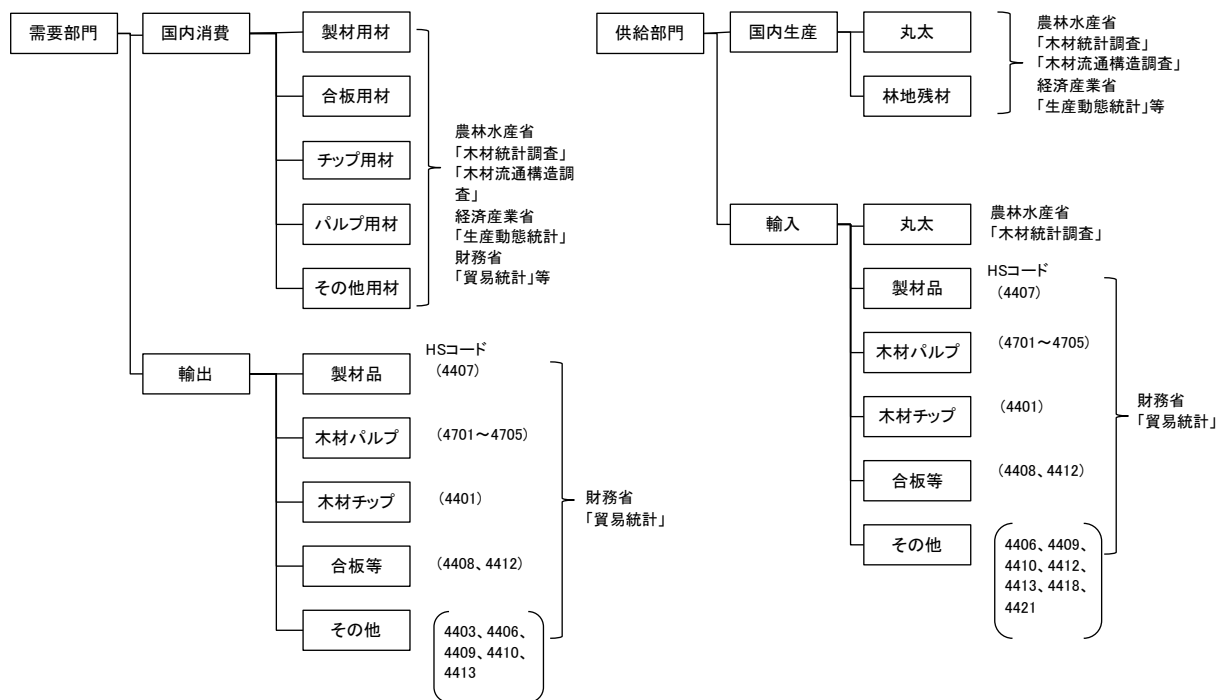 需要部門
国内消費
製材用材
合板用材
チップ用材
パルプ用材
その他用材
農林水産省
「木材統計調査」
「木材流通構造調
査」
経済産業省
「生産動態統計」
財務省
「貿易統計」等
輸出
HSコード
製材品
(4407)
木材パルプ
(4701～4705)
木材チップ
(4401)
合板等
(4408、4412)
その他
4403、4406、
4409、4410、
4413
財務省
「貿易統計」
供給部門
国内生産
丸太
林地残材
農林水産省
「木材統計調査」
「木材流通構造調査」
経済産業省
「生産動態統計」等
輸入
丸太
農林水産省
「木材統計調査」
HSコード
製材品
(4407)
木材パルプ
(4701～4705)
木材チップ
(4401)
合板等
(4408、4412)
その他
4406、4409、
4410、4412、
4413、4418、
4421
財務省
「貿易統計」